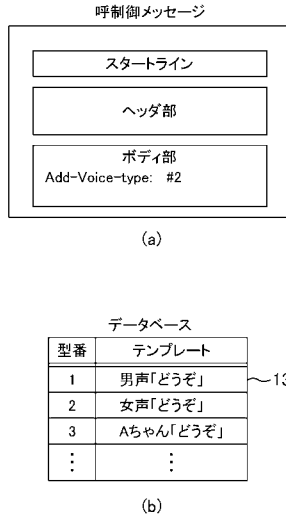 呼制御メッセージ
スタートライン
ヘッダ部
ボディ部
Add-Voice-type: #2
(a)
データベース
型番 テンプレート
1 男声「どうぞ」 13
2 女声「どうぞ」
3 Aちゃん「どうぞ」
⋮ ⋮
(b)